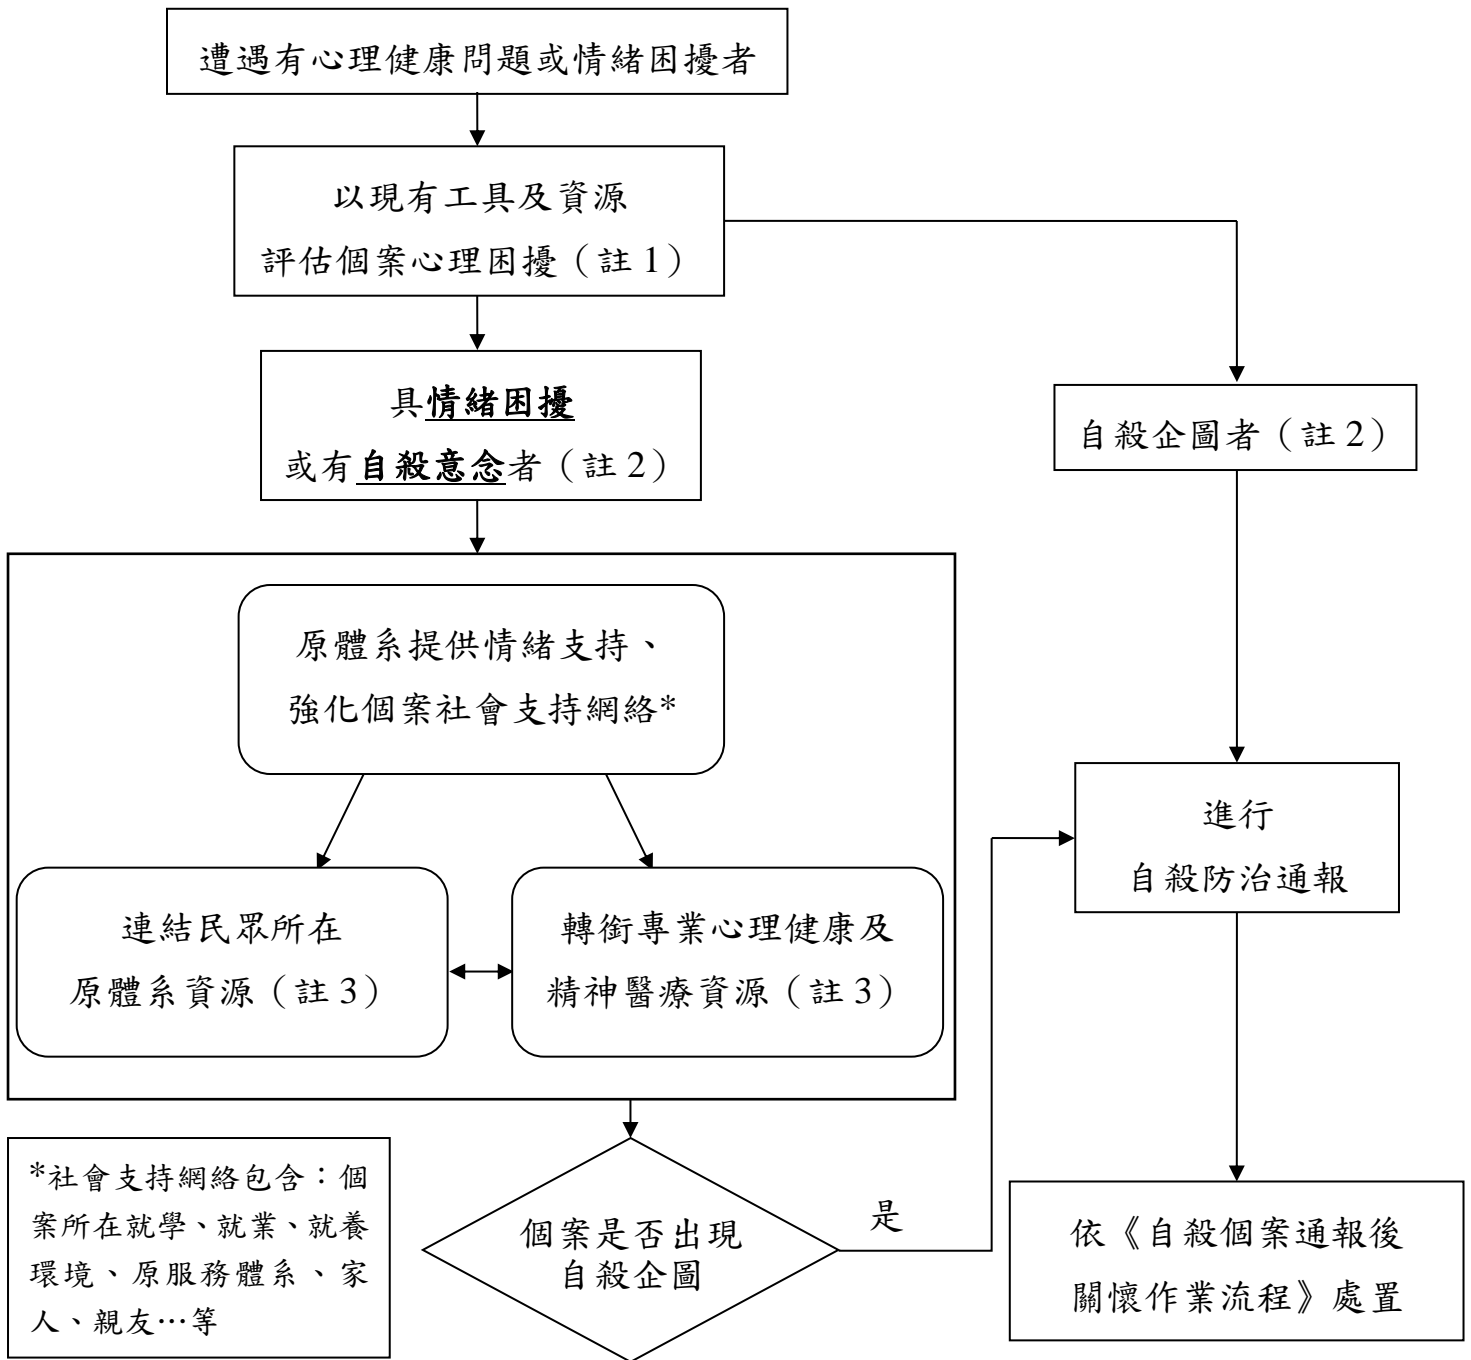 遭遇有心理健康問題或情緒困擾者
以現有工具及資源
評估個案心理困擾（註 1）
具情緒困擾
或有自殺意念者（註 2）
自殺企圖者（註 2）
原體系提供情緒支持、
強化個案社會支持網絡*
連結民眾所在
原體系資源（註 3）
轉銜專業心理健康及
精神醫療資源（註 3）
進行
自殺防治通報
*社會支持網絡包含：個
案所在就學、就業、就養
環境、原服務體系、家
人、親友…等
個案是否出現
自殺企圖
是
依《自殺個案通報後
關懷作業流程》處置